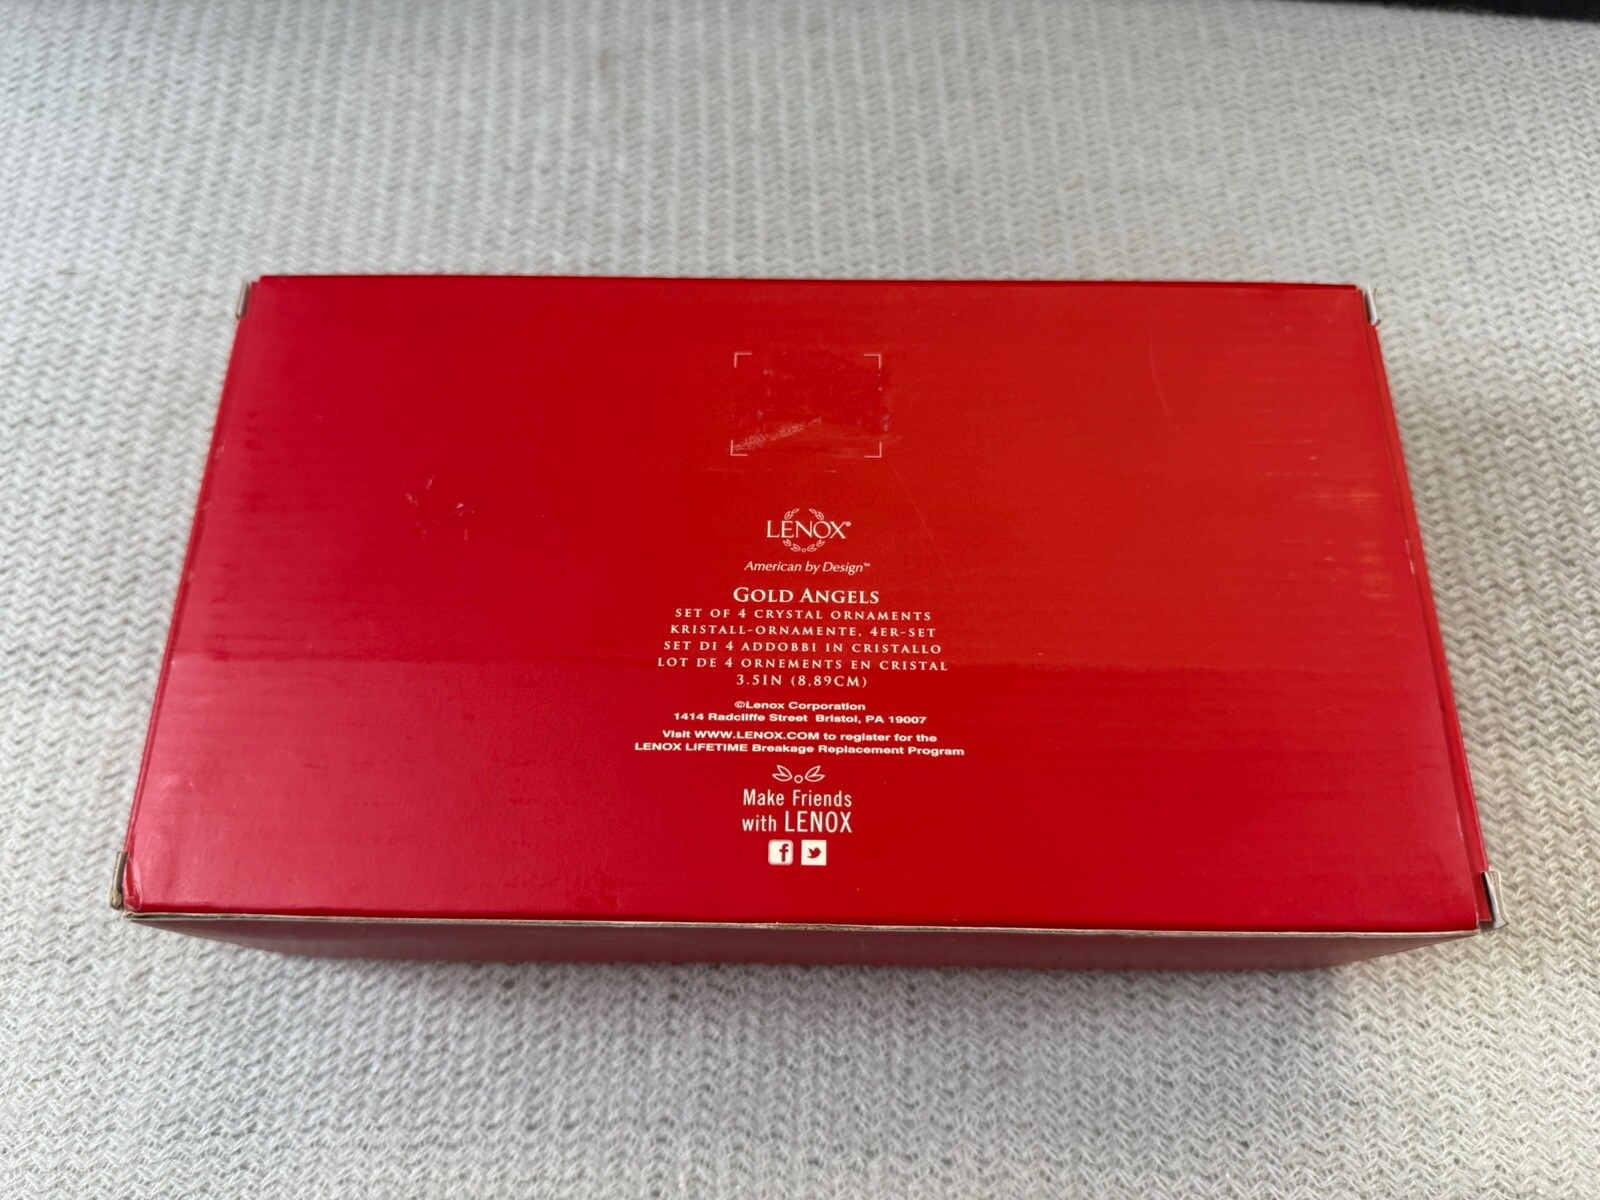 LENOX®
American by Design™
GOLD ANGELS
SET OF 4 CRYSTAL ORNAMENTS
KRISTALL-ORNAMENTE, 4ER-SET
SET DI 4 ADDOBBI IN CRISTALLO
LOT DE 4 ORNEMENTS EN CRISTAL
3.5IN (8,89CM)
©Lenox Corporation
1414 Radcliffe Street Bristol, PA 19007
Visit WWW.LENOX.COM to register for the
LENOX LIFETIME Breakage Replacement Program
Make Friends
with LENOX
f